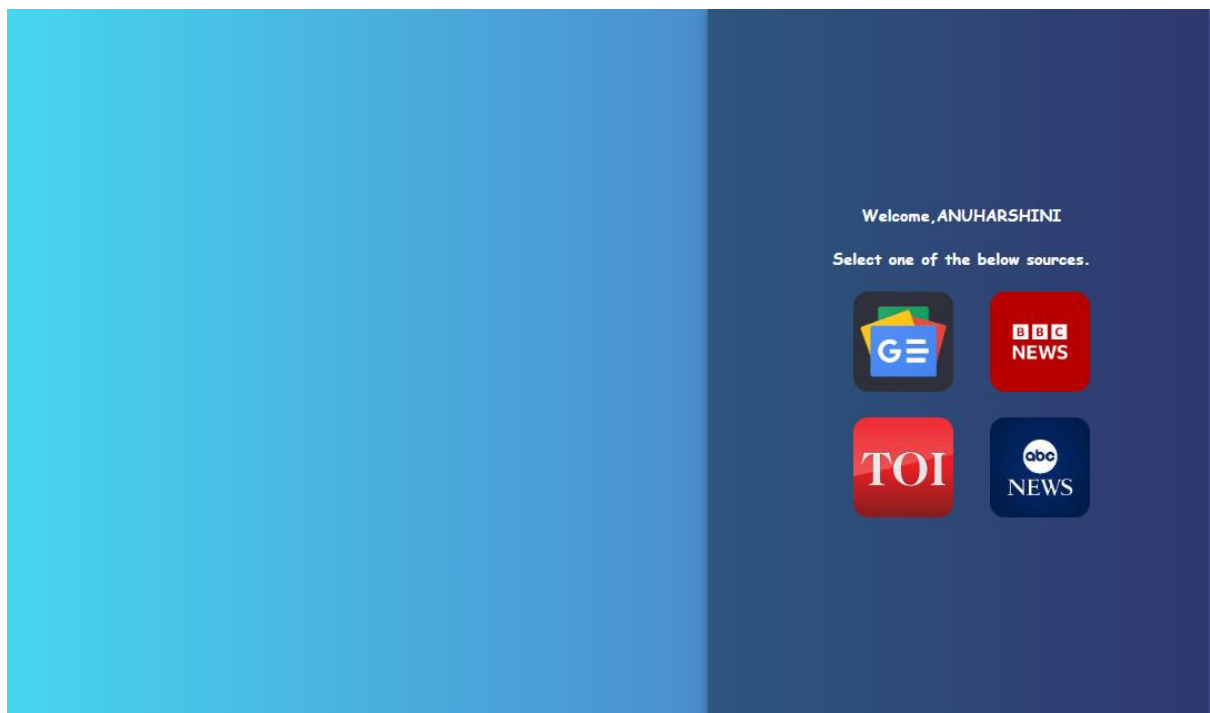 Welcome,ANUHARSHINI
Select one of the below sources.
G
BBC
NEWS
TOI
abc
NEWS